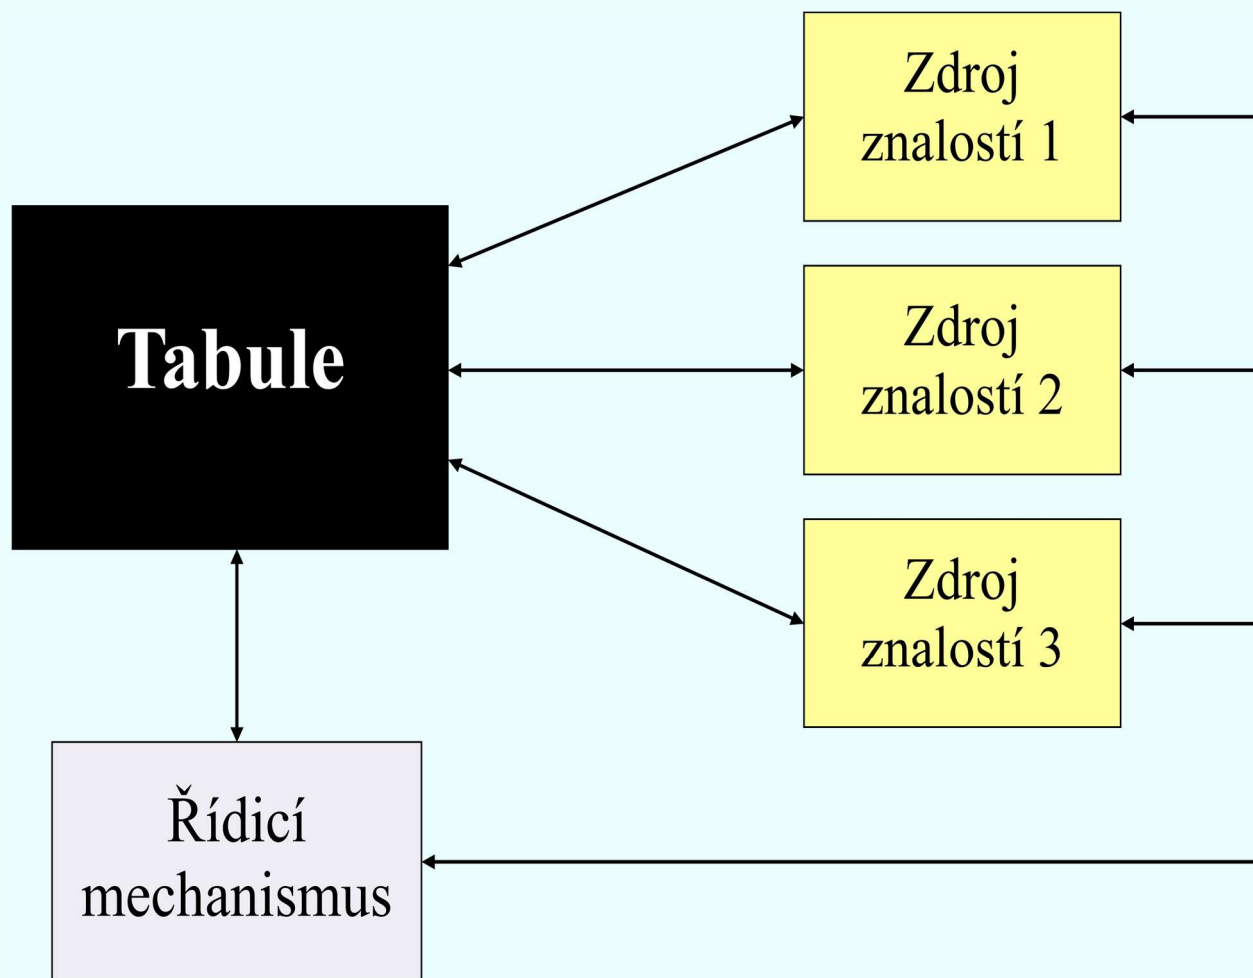 Zdroj
znalostí 1
Tabule
Zdroj
znalostí 2
Zdroj
znalostí 3
Řídicí
mechanismus